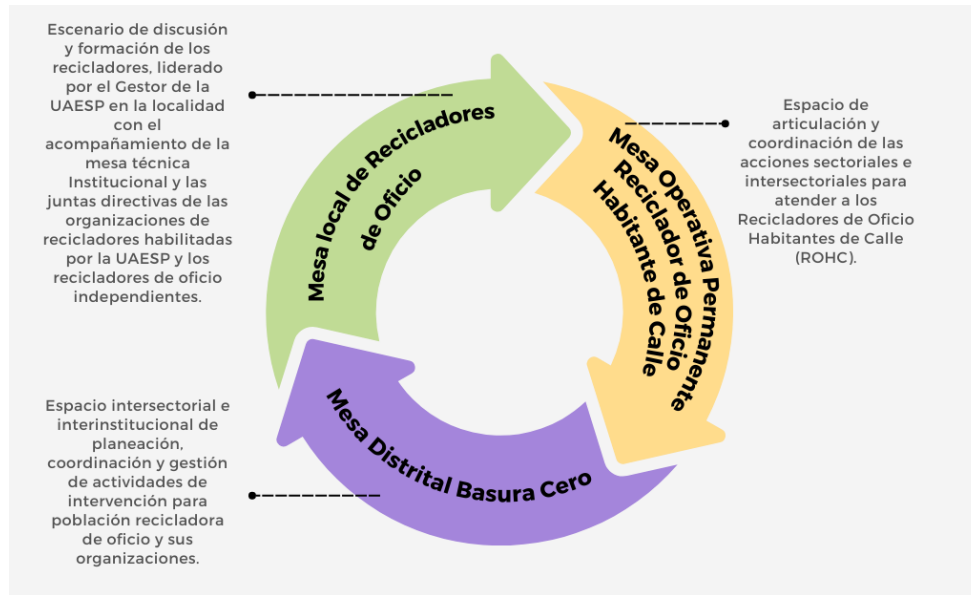 Escenario de discusión
y formación de los
recicladores, liderado
por el Gestor de la
UAESP en la localidad
con el
acompañamiento de la
mesa técnica
Institucional y las
juntas directivas de las
organizaciones de
recicladores habilitadas
por la UAESP y los
recicladores de oficio
independientes.
Mesa local de Recicladores
de Oficio
Mesa Operativa Permanente
Reciclador de Oficio
Habitante de Calle
Espacio de
articulación y
coordinación de las
acciones sectoriales e
intersectoriales para
atender a los
Recicladores de Oficio
Habitantes de Calle
(ROHC).
Mesa Distrital Basura Cero
Espacio intersectorial e
interinstitucional de
planeación,
coordinación y gestión
de actividades de
intervención para
población recicladora
de oficio y sus
organizaciones.